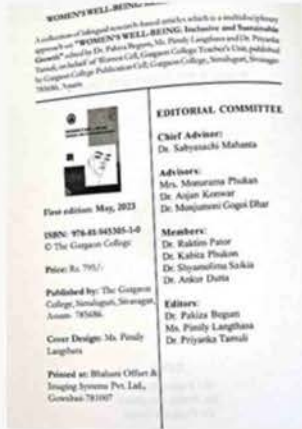 WOMEN'S WELL-BEING:
A collection of bilingual research-based articles which is a multidisciplinary
approach on "WOMEN'S WELL-BEING: Inclusive and Sustainable
Growth" edited by Dr. Pakiza Begum, Ms. Pimily Langthasa and Dr. Priyanka
Tamuli, on behalf of Women Cell, Gargaon College Teacher's Unit, published
by Gargaon College Publication Cell, Gargaon College, Simaluguri, Sivasagar
785686, Assam
First edition: May, 2023
ISBN: 978-81-945305-1-0
© The Gargaon College
Price: Rs. 795/-
Published by: The Gargaon
College, Simaluguri, Sivasagar,
Assam- 785686.
Cover Design: Ms. Pimily
Langthasa
Printed at: Bhabani Offset &
Imaging Systems Pvt. Ltd.,
Guwahati-781007
EDITORIAL COMMITTEE
Chief Advisor:
Dr. Sabyasachi Mahanta
Advisors:
Mrs. Monurama Phukan
Dr. Anjan Konwar
Dr. Monjumoni Gogoi Dhar
Members:
Dr. Raktim Pator
Dr. Kabita Phukon
Dr. Shyamolima Saikia
Dr. Ankur Dutta
Editors:
Dr. Pakiza Begum
Ms. Pimily Langthasa
Dr. Priyanka Tamuli